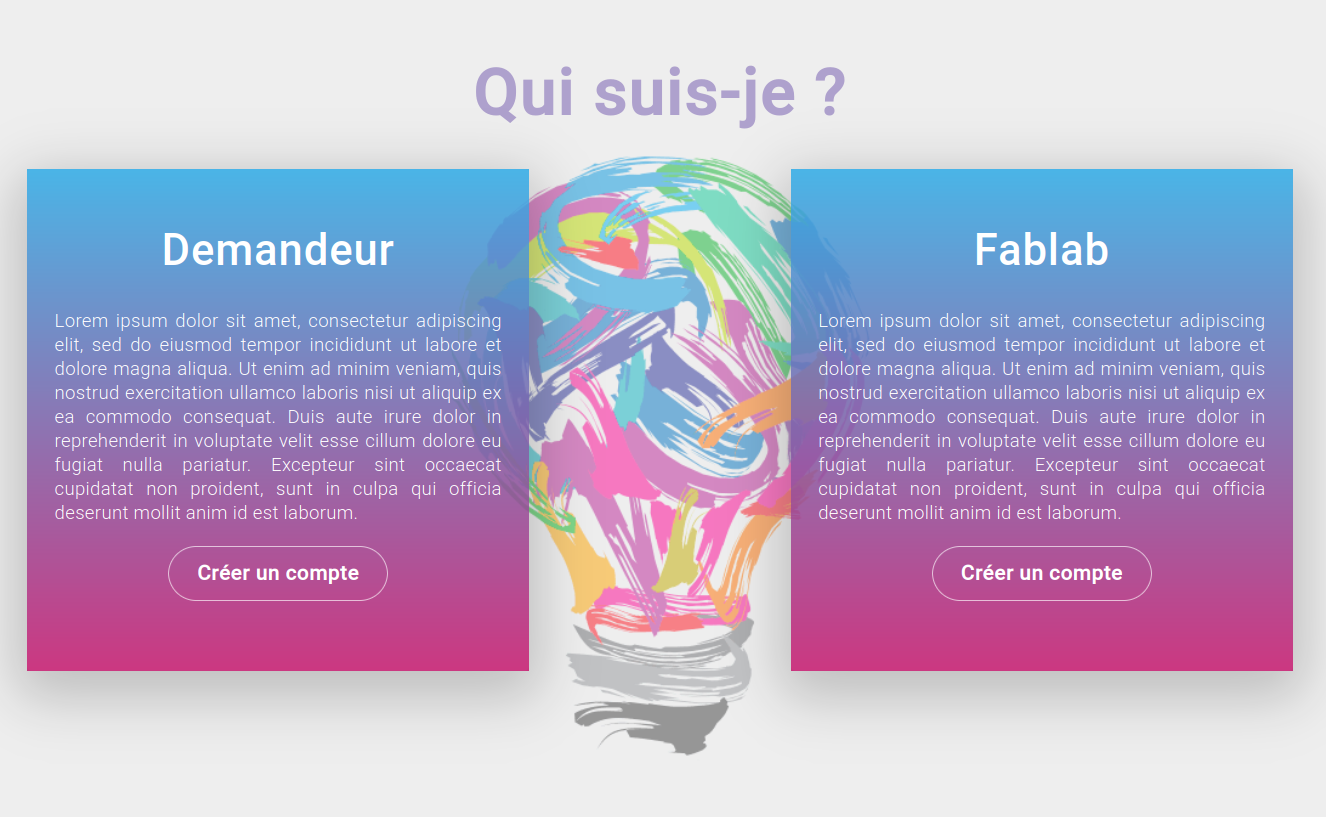 Qui suis-je ?
Demandeur
Lorem ipsum dolor sit amet, consectetur adipiscing
elit, sed do eiusmod tempor incididunt ut labore et
dolore magna aliqua. Ut enim ad minim veniam, quis
nostrud exercitation ullamco laboris nisi ut aliquip ex
ea commodo consequat. Duis aute irure dolor in
reprehenderit in voluptate velit esse cillum dolore eu
fugiat nulla pariatur. Excepteur sint occaecat
cupidatat non proident, sunt in culpa qui officia
deserunt mollit anim id est laborum.
Créer un compte
Fablab
Lorem ipsum dolor sit amet, consectetur adipiscing
elit, sed do eiusmod tempor incididunt ut labore et
dolore magna aliqua. Ut enim ad minim veniam, quis
nostrud exercitation ullamco laboris nisi ut aliquip ex
ea commodo consequat. Duis aute irure dolor in
reprehenderit in voluptate velit esse cillum dolore eu
fugiat nulla pariatur. Excepteur sint occaecat
cupidatat non proident, sunt in culpa qui officia
deserunt mollit anim id est laborum.
Créer un compte